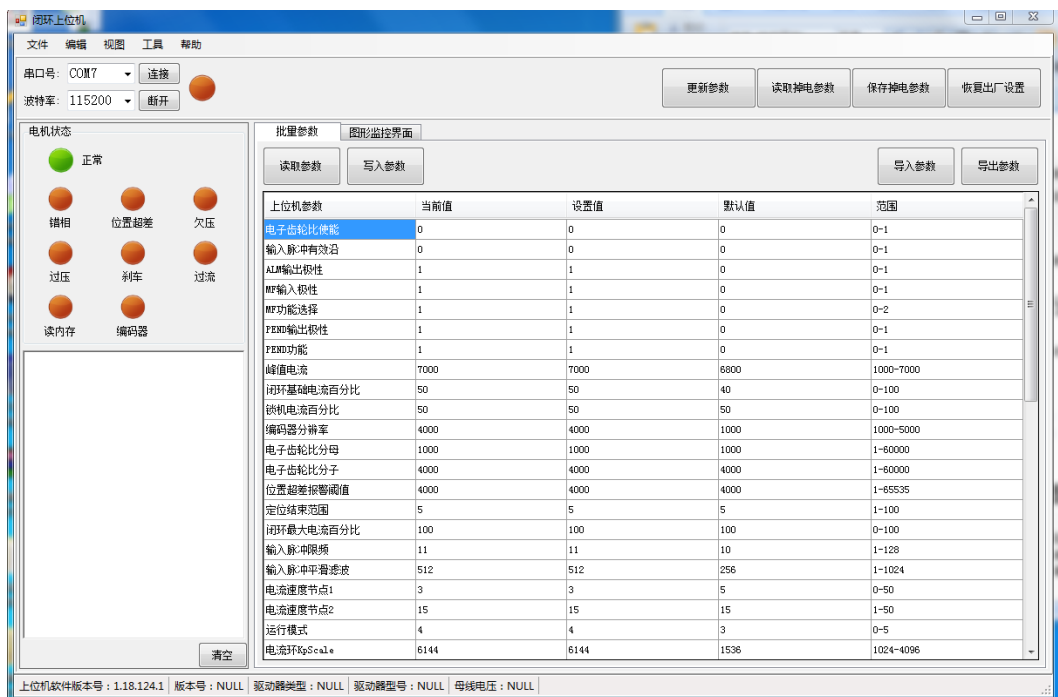 闭环上位机
文件 编辑 视图 工具 帮助
串口号: COM7 连接
波特率: 115200 断开
更新参数 读取掉电参数 保存掉电参数 恢复出厂设置
电机状态
正常
错相 位置超差 欠压
过压 刹车 过流
读内存 编码器
清空
批量参数 图形监控界面
读取参数 写入参数 导入参数 导出参数
上位机参数 当前值 设置值 默认值 范围
电子齿轮比使能 0 0 0 0-1
输入脉冲有效沿 0 0 0 0-1
ALM输出极性 1 1 0 0-1
MF输入极性 1 1 0 0-1
MF功能选择 1 1 0 0-2
PEND输出极性 1 1 0 0-1
PEND功能 1 1 0 0-1
峰值电流 7000 7000 6800 1000-7000
闭环基础电流百分比 50 50 40 0-100
锁机电流百分比 50 50 50 0-100
编码器分辨率 4000 4000 1000 1000-5000
电子齿轮比分母 1000 1000 1000 1-60000
电子齿轮比分子 4000 4000 4000 1-60000
位置超差报警阈值 4000 4000 4000 1-65535
定位结束范围 5 5 5 1-100
闭环最大电流百分比 100 100 100 0-100
输入脉冲限频 11 11 10 1-128
输入脉冲平滑滤波 512 512 256 1-1024
电流速度节点1 3 3 5 0-50
电流速度节点2 15 15 15 1-50
运行模式 4 4 3 0-5
电流环KpScale 6144 6144 1536 1024-4096
上位机软件版本号：1.18.124.1 版本号：NULL 驱动器类型：NULL 驱动器型号：NULL 母线电压：NULL